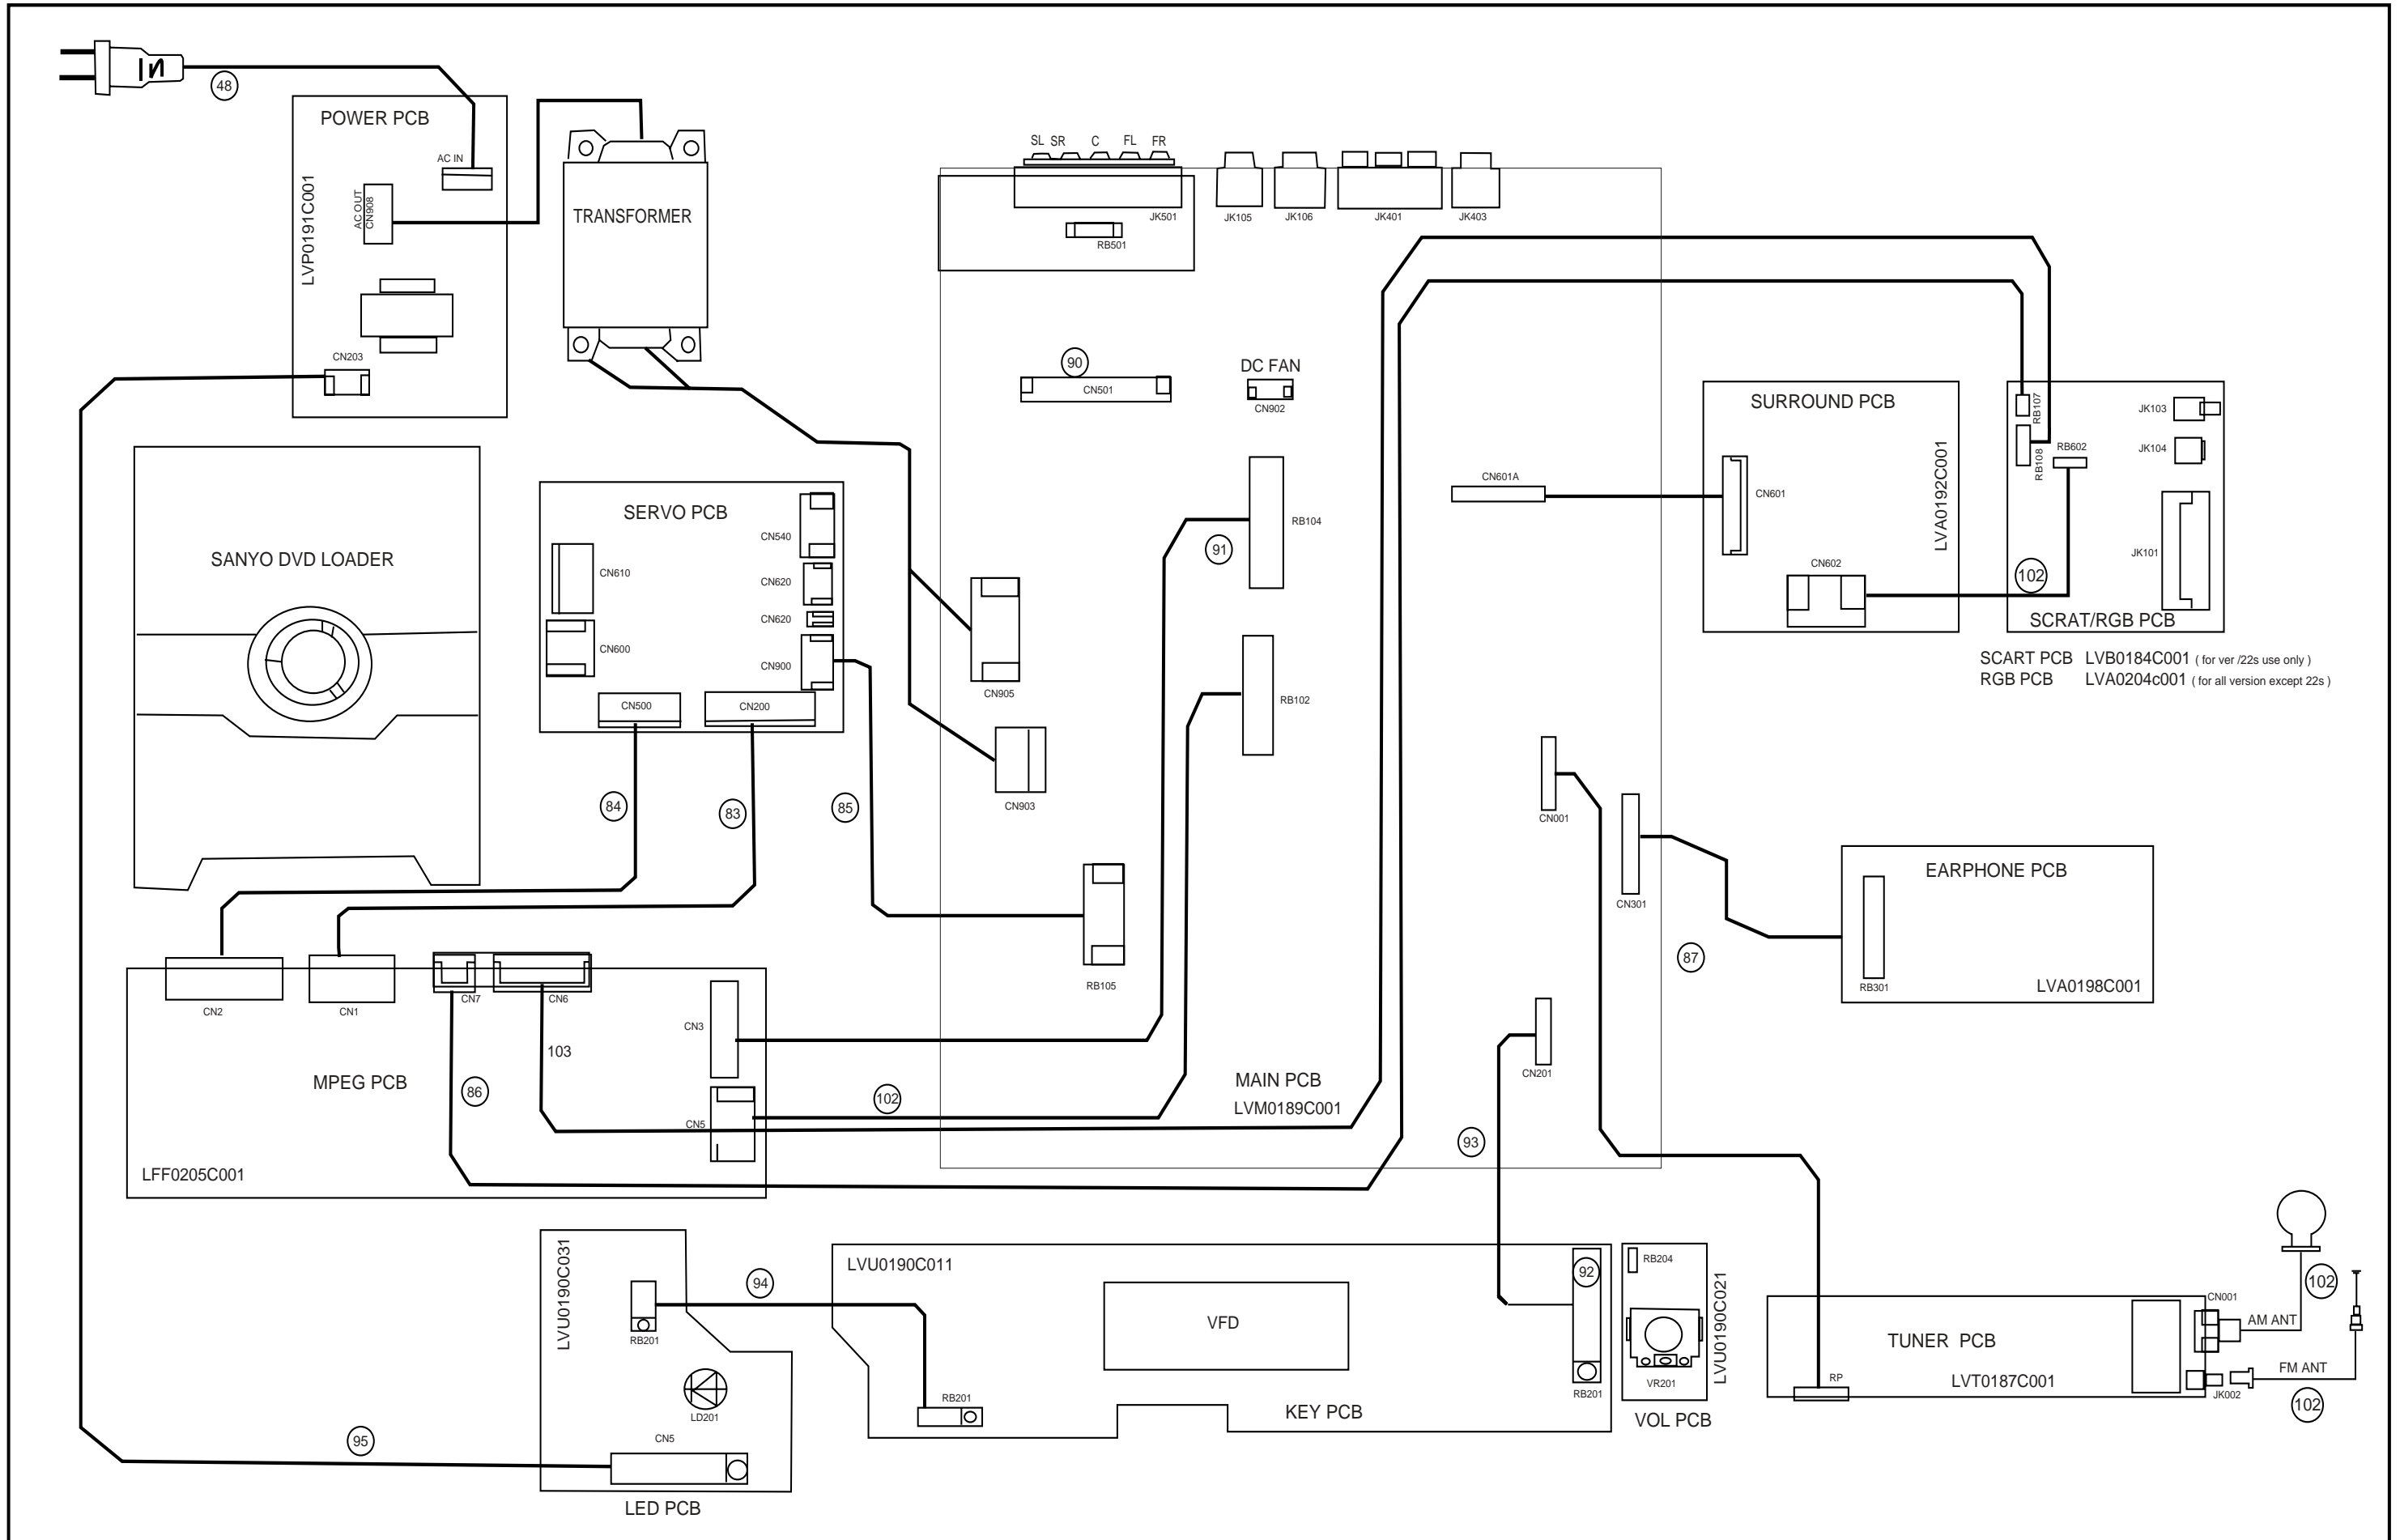 48
POWER PCB
AC IN
LVP0191C001
AC OUT
CN908
CN203
TRANSFORMER
SL SR C FL FR
JK501
RB501
JK105
JK106
JK401
JK403
90
CN501
DC FAN
CN902
SURROUND PCB
LVA0192C001
CN601A
CN601
CN602
RB107
RB108
RB602
JK103
JK104
JK101
102
SCRAT/RGB PCB
SCART PCB LVB0184C001 ( for ver /22s use only )
RGB PCB LVA0204c001 ( for all version except 22s )
SANYO DVD LOADER
SERVO PCB
CN540
CN610
CN620
CN620
CN600
CN900
CN500
CN200
84
83
85
91
RB104
RB102
CN905
CN903
RB105
CN001
CN301
87
EARPHONE PCB
RB301
LVA0198C001
CN2
CN1
CN7
CN6
CN3
103
MPEG PCB
86
CN5
102
LFF0205C001
MAIN PCB
LVM0189C001
CN201
93
LVU0190C031
RB201
94
LD201
CN5
95
LED PCB
LVU0190C011
VFD
RB201
KEY PCB
92
RB201
RB204
VR201
LVU0190C021
VOL PCB
TUNER PCB
LVT0187C001
RP
CN001
AM ANT
102
FM ANT
JK002
102